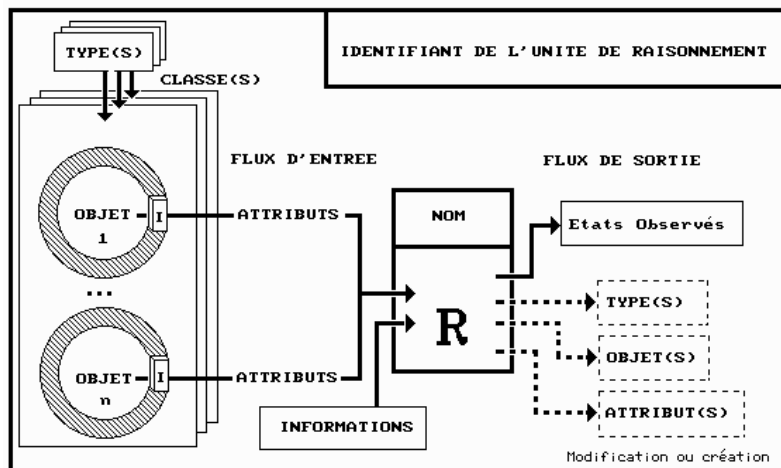 IDENTIFIANT DE L'UNITE DE RAISONNEMENT
TYPE(S)
CLASSE(S)
FLUX D'ENTREE
FLUX DE SORTIE
OBJET
1
I
ATTRIBUTS
NOM
R
Etats Observés
...
TYPE(S)
OBJET(S)
OBJET
n
I
ATTRIBUTS
ATTRIBUT(S)
INFORMATIONS
Modification ou création